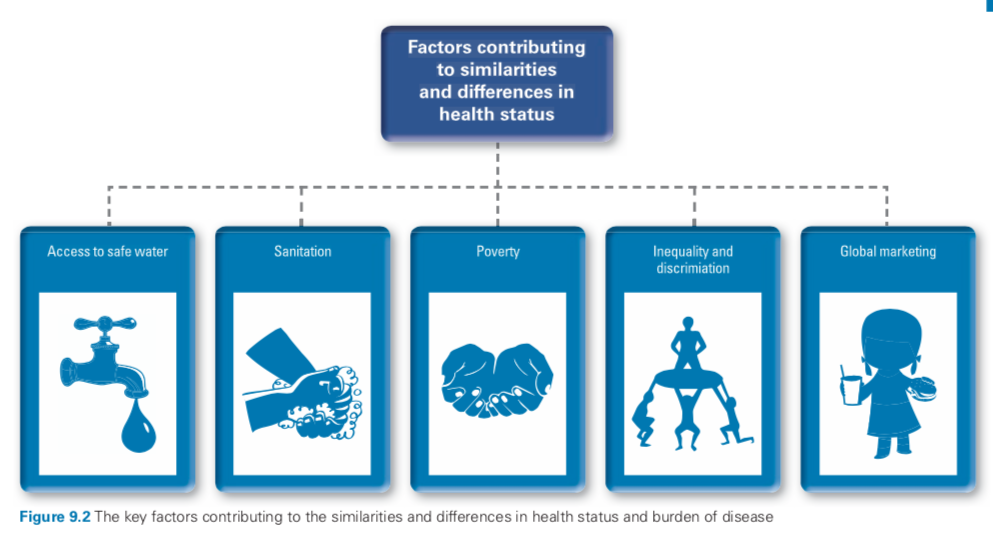 Factors contributing
to similarities
and differences in
health status
Access to safe water
Sanitation
Poverty
Inequality and
discrimiation
Global marketing
Figure 9.2 The key factors contributing to the similarities and differences in health status and burden of disease